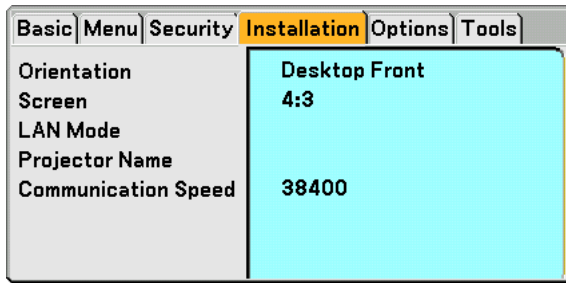 Basic Menu Security Installation Options Tools
Orientation Desktop Front
Screen 4:3
LAN Mode
Projector Name
Communication Speed 38400